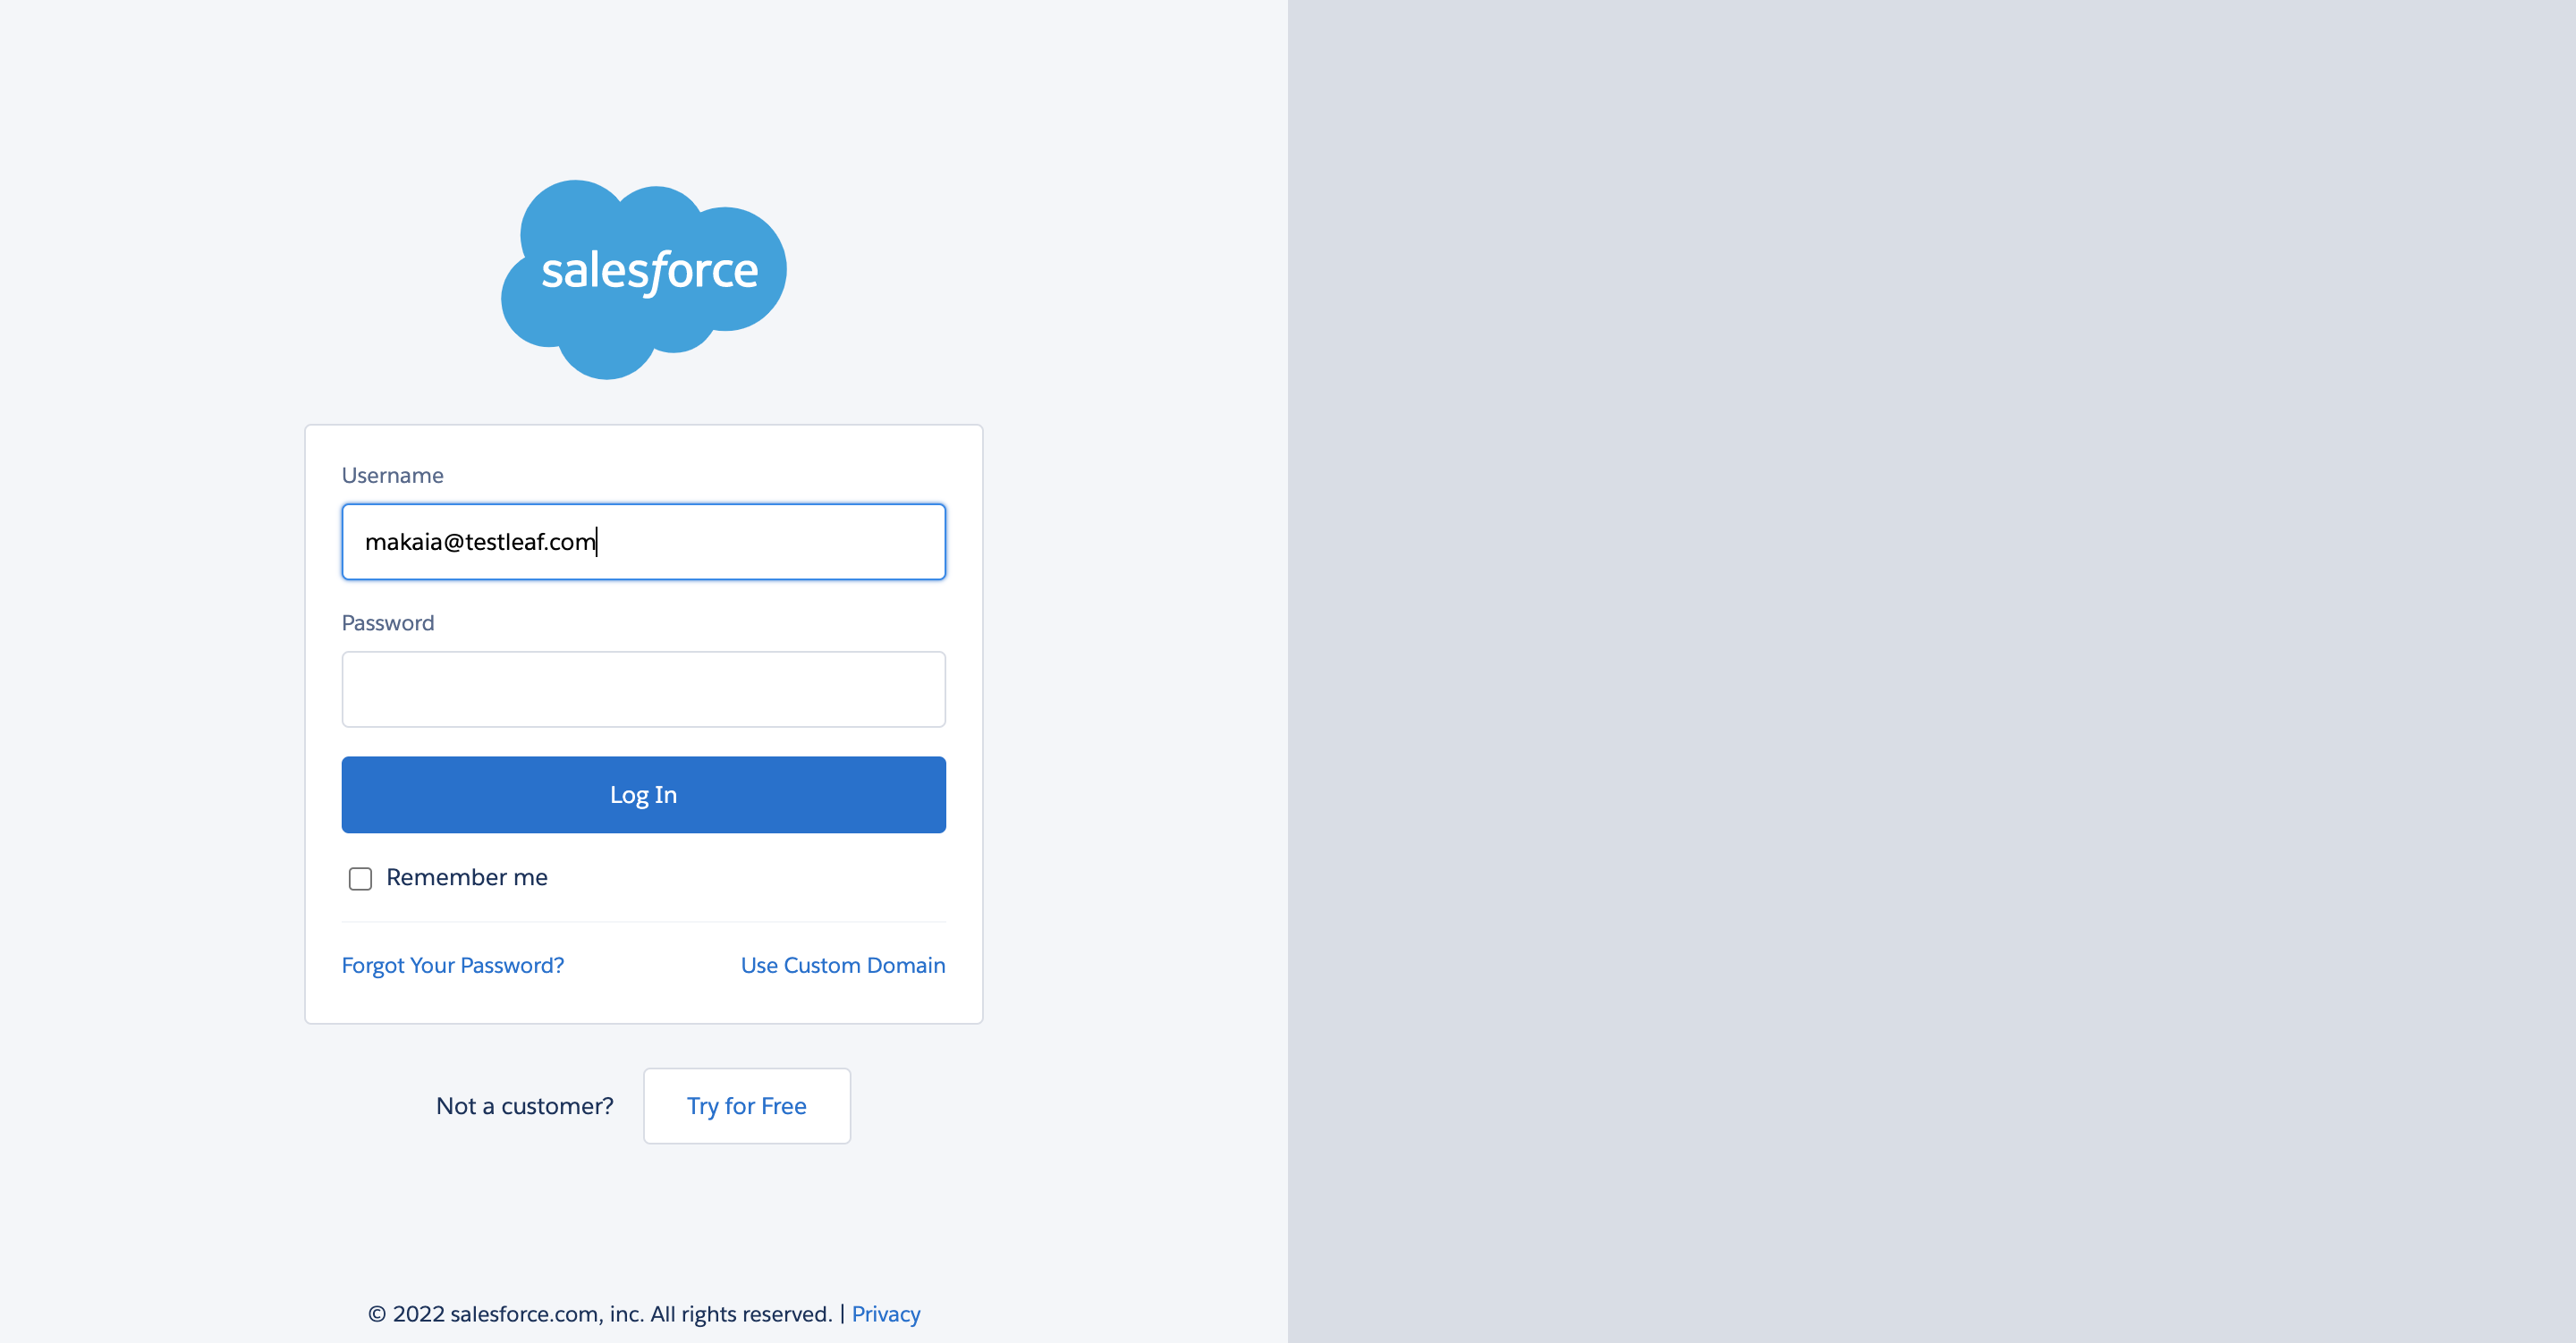 salesforce
Username
makaia@testleaf.com
Password
Log In
Remember me
Forgot Your Password? Use Custom Domain
Not a customer? Try for Free
© 2022 salesforce.com, inc. All rights reserved. | Privacy